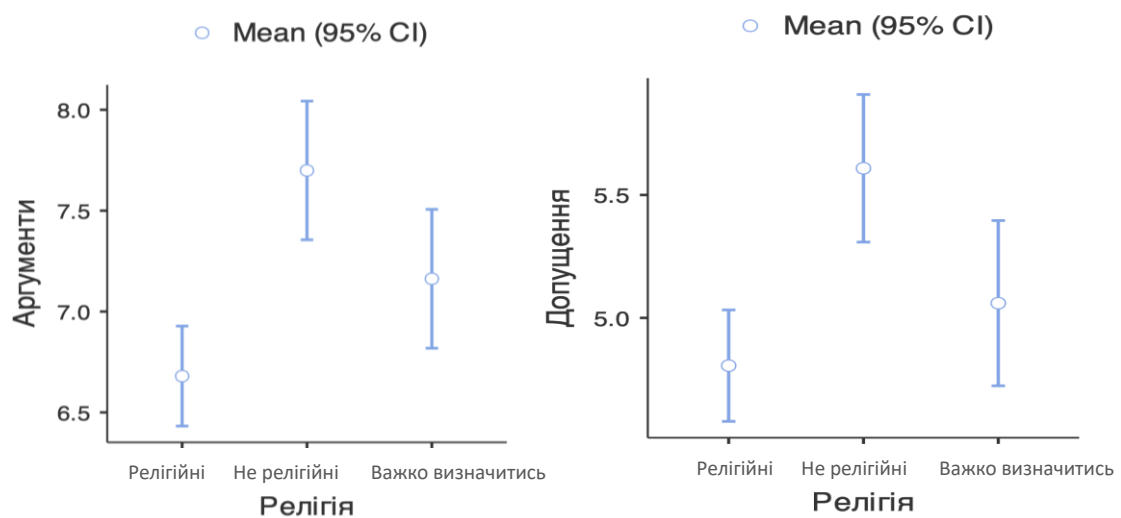 Mean (95% CI)
8.0
7.5
7.0
6.5
Аргументи
Релігійні Не релігійні Важко визначитись
Релігія
Mean (95% CI)
5.5
5.0
Допущення
Релігійні Не релігійні Важко визначитись
Релігія